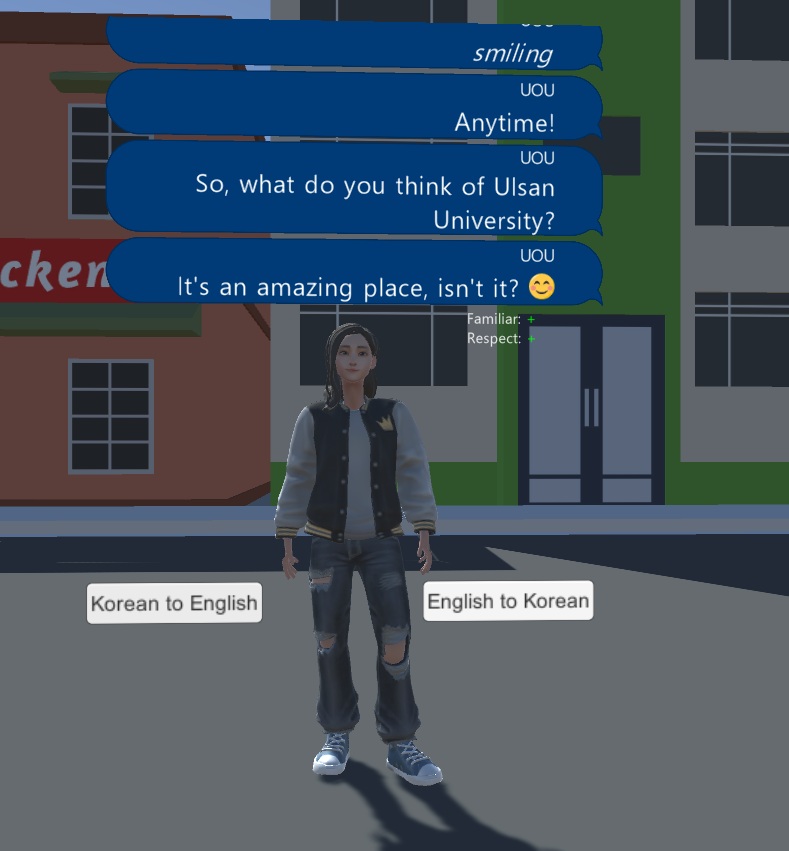 smiling
UOU
Anytime!
UOU
So, what do you think of Ulsan
University?
UOU
It's an amazing place, isn't it? 😊
cken
Familiar: +
Respect: +
Korean to English
English to Korean